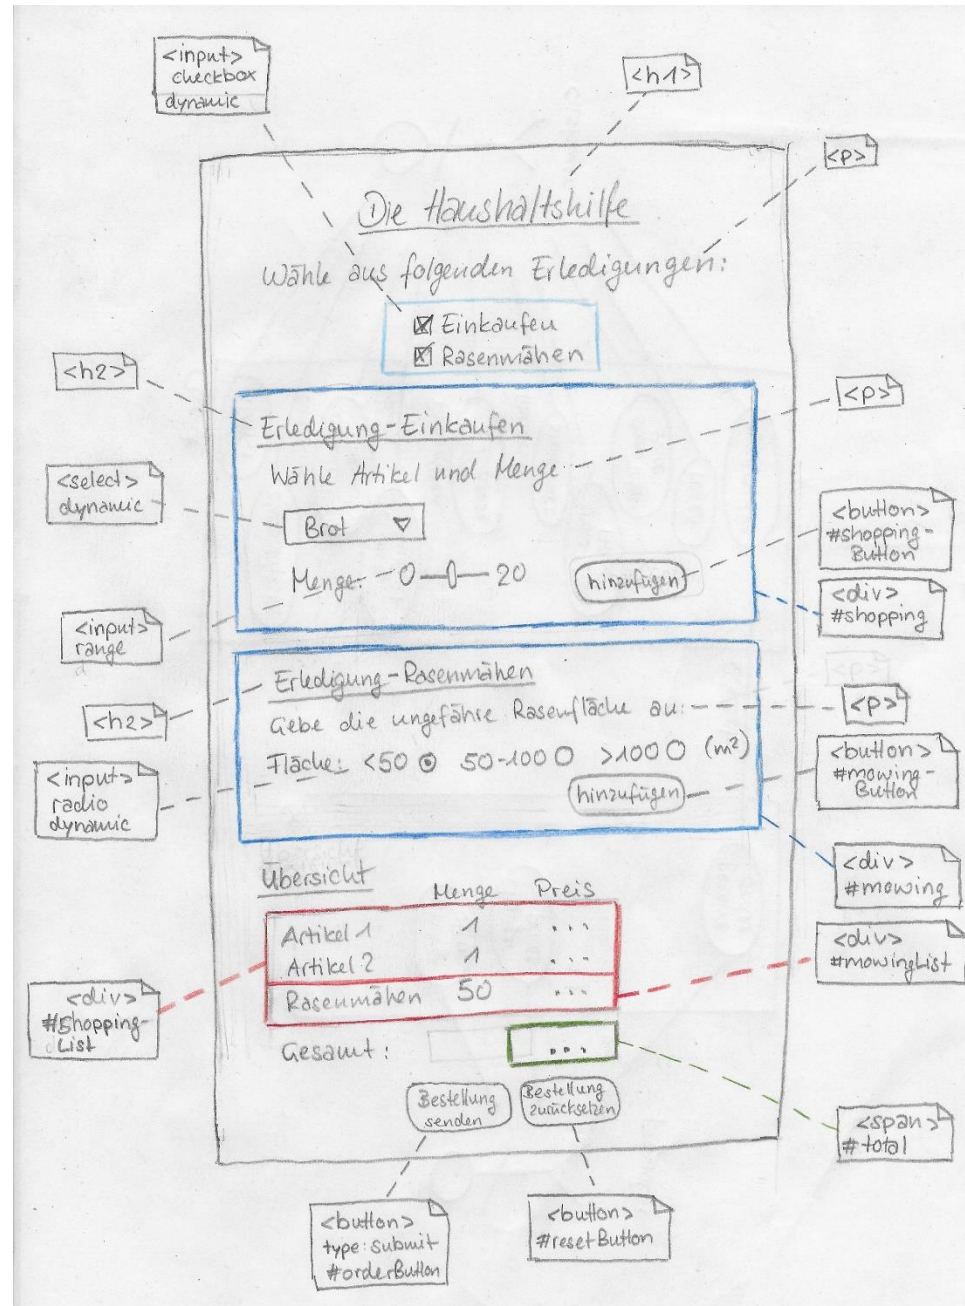 <input>
checkbox
dynamic
<h1>
<p>
Die Haushaltshilfe
Wähle aus folgenden Erledigungen:
Einkaufen
Rasenmähen
<h2>
<p>
Erledigung-Einkaufen
Wähle Artikel und Menge
<select>
dynamic
Brot
<button>
#shopping-
Button
Menge: 0 20
hinzufügen
<div>
#shopping
<input>
range
Erledigung-Rasenmähen
<h2>
<p>
Gebe die ungefähre Rasenfläche an:
Fläche: <50 50-100 >100 (m²)
<button>
#mowing-
Button
<input>
radio
dynamic
hinzufügen
<div>
#mowing
Übersicht
Menge Preis
Artikel 1 1 ...
Artikel 2 1 ...
Rasenmähen 50 ...
<div>
#mowingList
<div>
#Shopping-
List
Gesamt: ...
Bestellung
senden
Bestellung
zurücksetzen
<span>
#total
<button>
type: submit
#orderButton
<button>
#resetButton